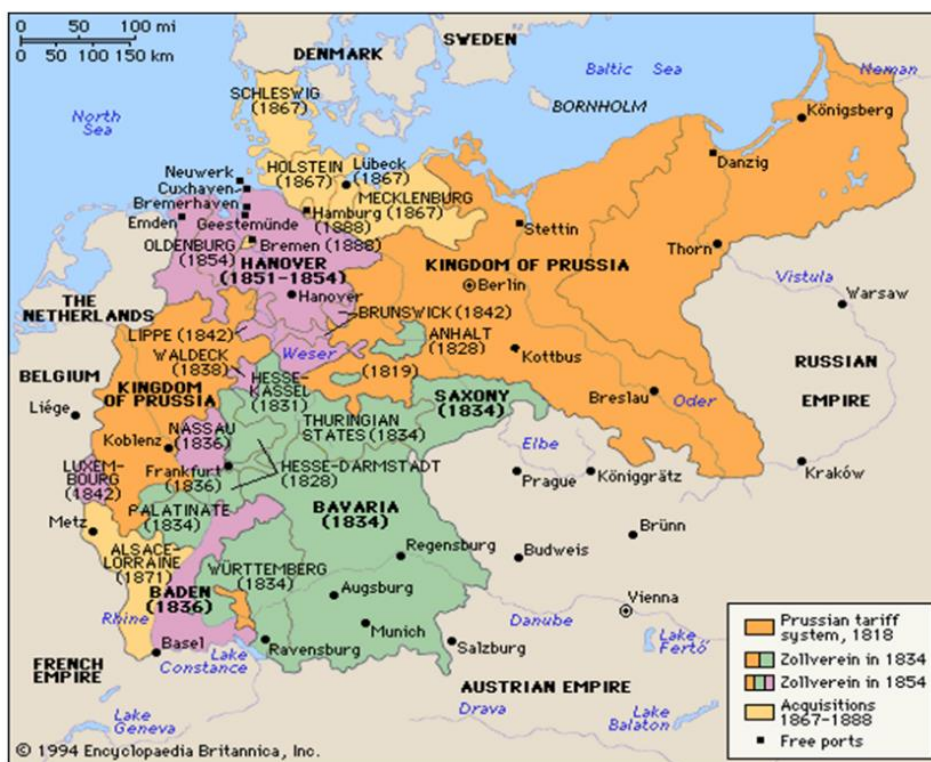 0 50 100 mi
0 50 100 150 km
SWEDEN
DENMARK
Baltic Sea
Neman
SCHLESWIG
(1867)
BORNHOLM
Königsberg
North
Sea
Danzig
HOLSTEIN
(1867)
Lübeck
(1867)
Neuwerk
Cuxhaven
Bremerhaven
MECKLENBURG
(1867)
Emden
Geestemünde
Hamburg
(1888)
Stettin
OLDENBURG
(1854)
Bremen (1888)
Thorn
HANOVER
(1851–1854)
KINGDOM OF PRUSSIA
Berlin
Vistula
Hanover
Warsaw
THE
NETHERLANDS
BRUNSWICK (1842)
LIPPE (1842)
ANHALT
(1828)
Weser
Kottbus
WALDECK
(1838)
RUSSIAN
EMPIRE
BELGIUM
KINGDOM
OF PRUSSIA
HESSE-
KASSEL
(1831)
(1819)
SAXONY
(1834)
Breslau
Oder
Liége
NASSAU
(1836)
THURINGIAN
STATES (1834)
Koblenz
Elbe
LUXEM-
BOURG
(1842)
Frankfurt
(1836)
HESSE-DARMSTADT
(1828)
Prague
Königgrätz
Kraków
PALATINATE
(1834)
BAVARIA
(1834)
Metz
Brünn
ALSACE-
LORRAINE
(1871)
Regensburg
Budweis
WÜRTTEMBERG
(1834)
BADEN
(1836)
Augsburg
Vienna
Rhine
Munich
Danube
Basel
Lake
Constance
Ravensburg
Salzburg
Lake
Fertő
FRENCH
EMPIRE
AUSTRIAN EMPIRE
Drava
Lake
Geneva
Lake
Balaton
Prussian tariff
system, 1818
Zollverein in 1834
Zollverein in 1854
Acquisitions
1867–1888
Free ports
© 1994 Encyclopaedia Britannica, Inc.